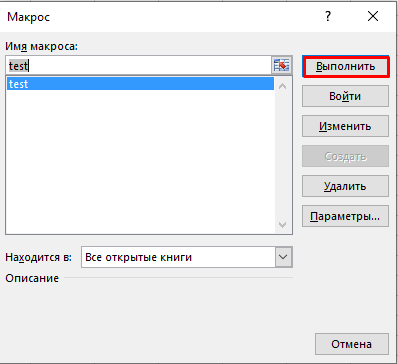 Макрос
?
Имя макроса:
test
Выполнить
test
Войти
Изменить
Создать
Удалить
Параметры...
Находится в:
Все открытые книги
Описание
Отмена